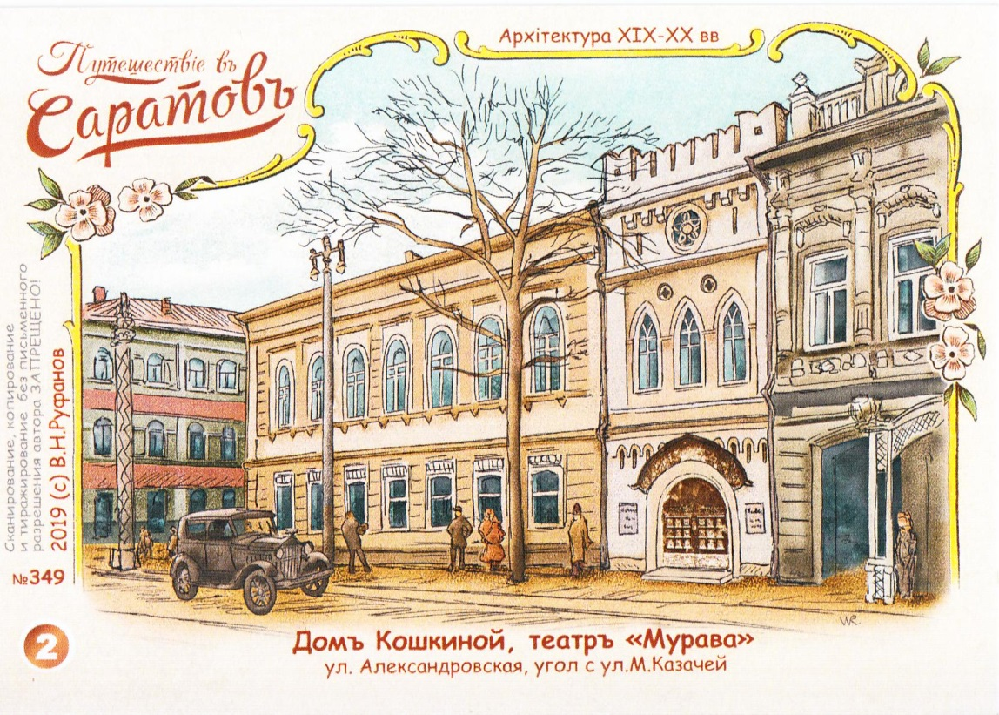 Путешествіе въ
Саратовъ
Архітектура XIX-XX вв
Сканирование, копирование
и тиражирование без письменного
разрешения автора ЗАПРЕЩЕНО!
2019 (с) В.Н.Руфанов
№349
2
Домъ Кошкиной, театръ «Мурава»
ул. Александровская, угол с ул.М.Казачей